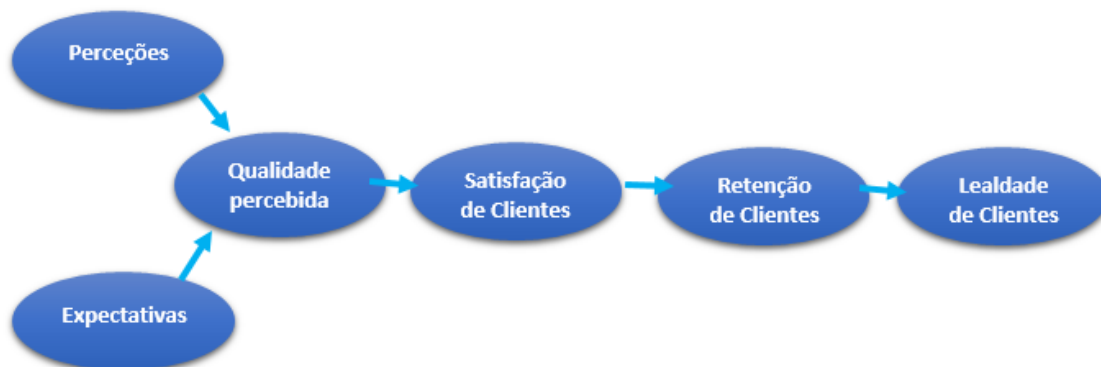 Perceções
Qualidade
percebida
Satisfação
de Clientes
Retenção
de Clientes
Lealdade
de Clientes
Expectativas